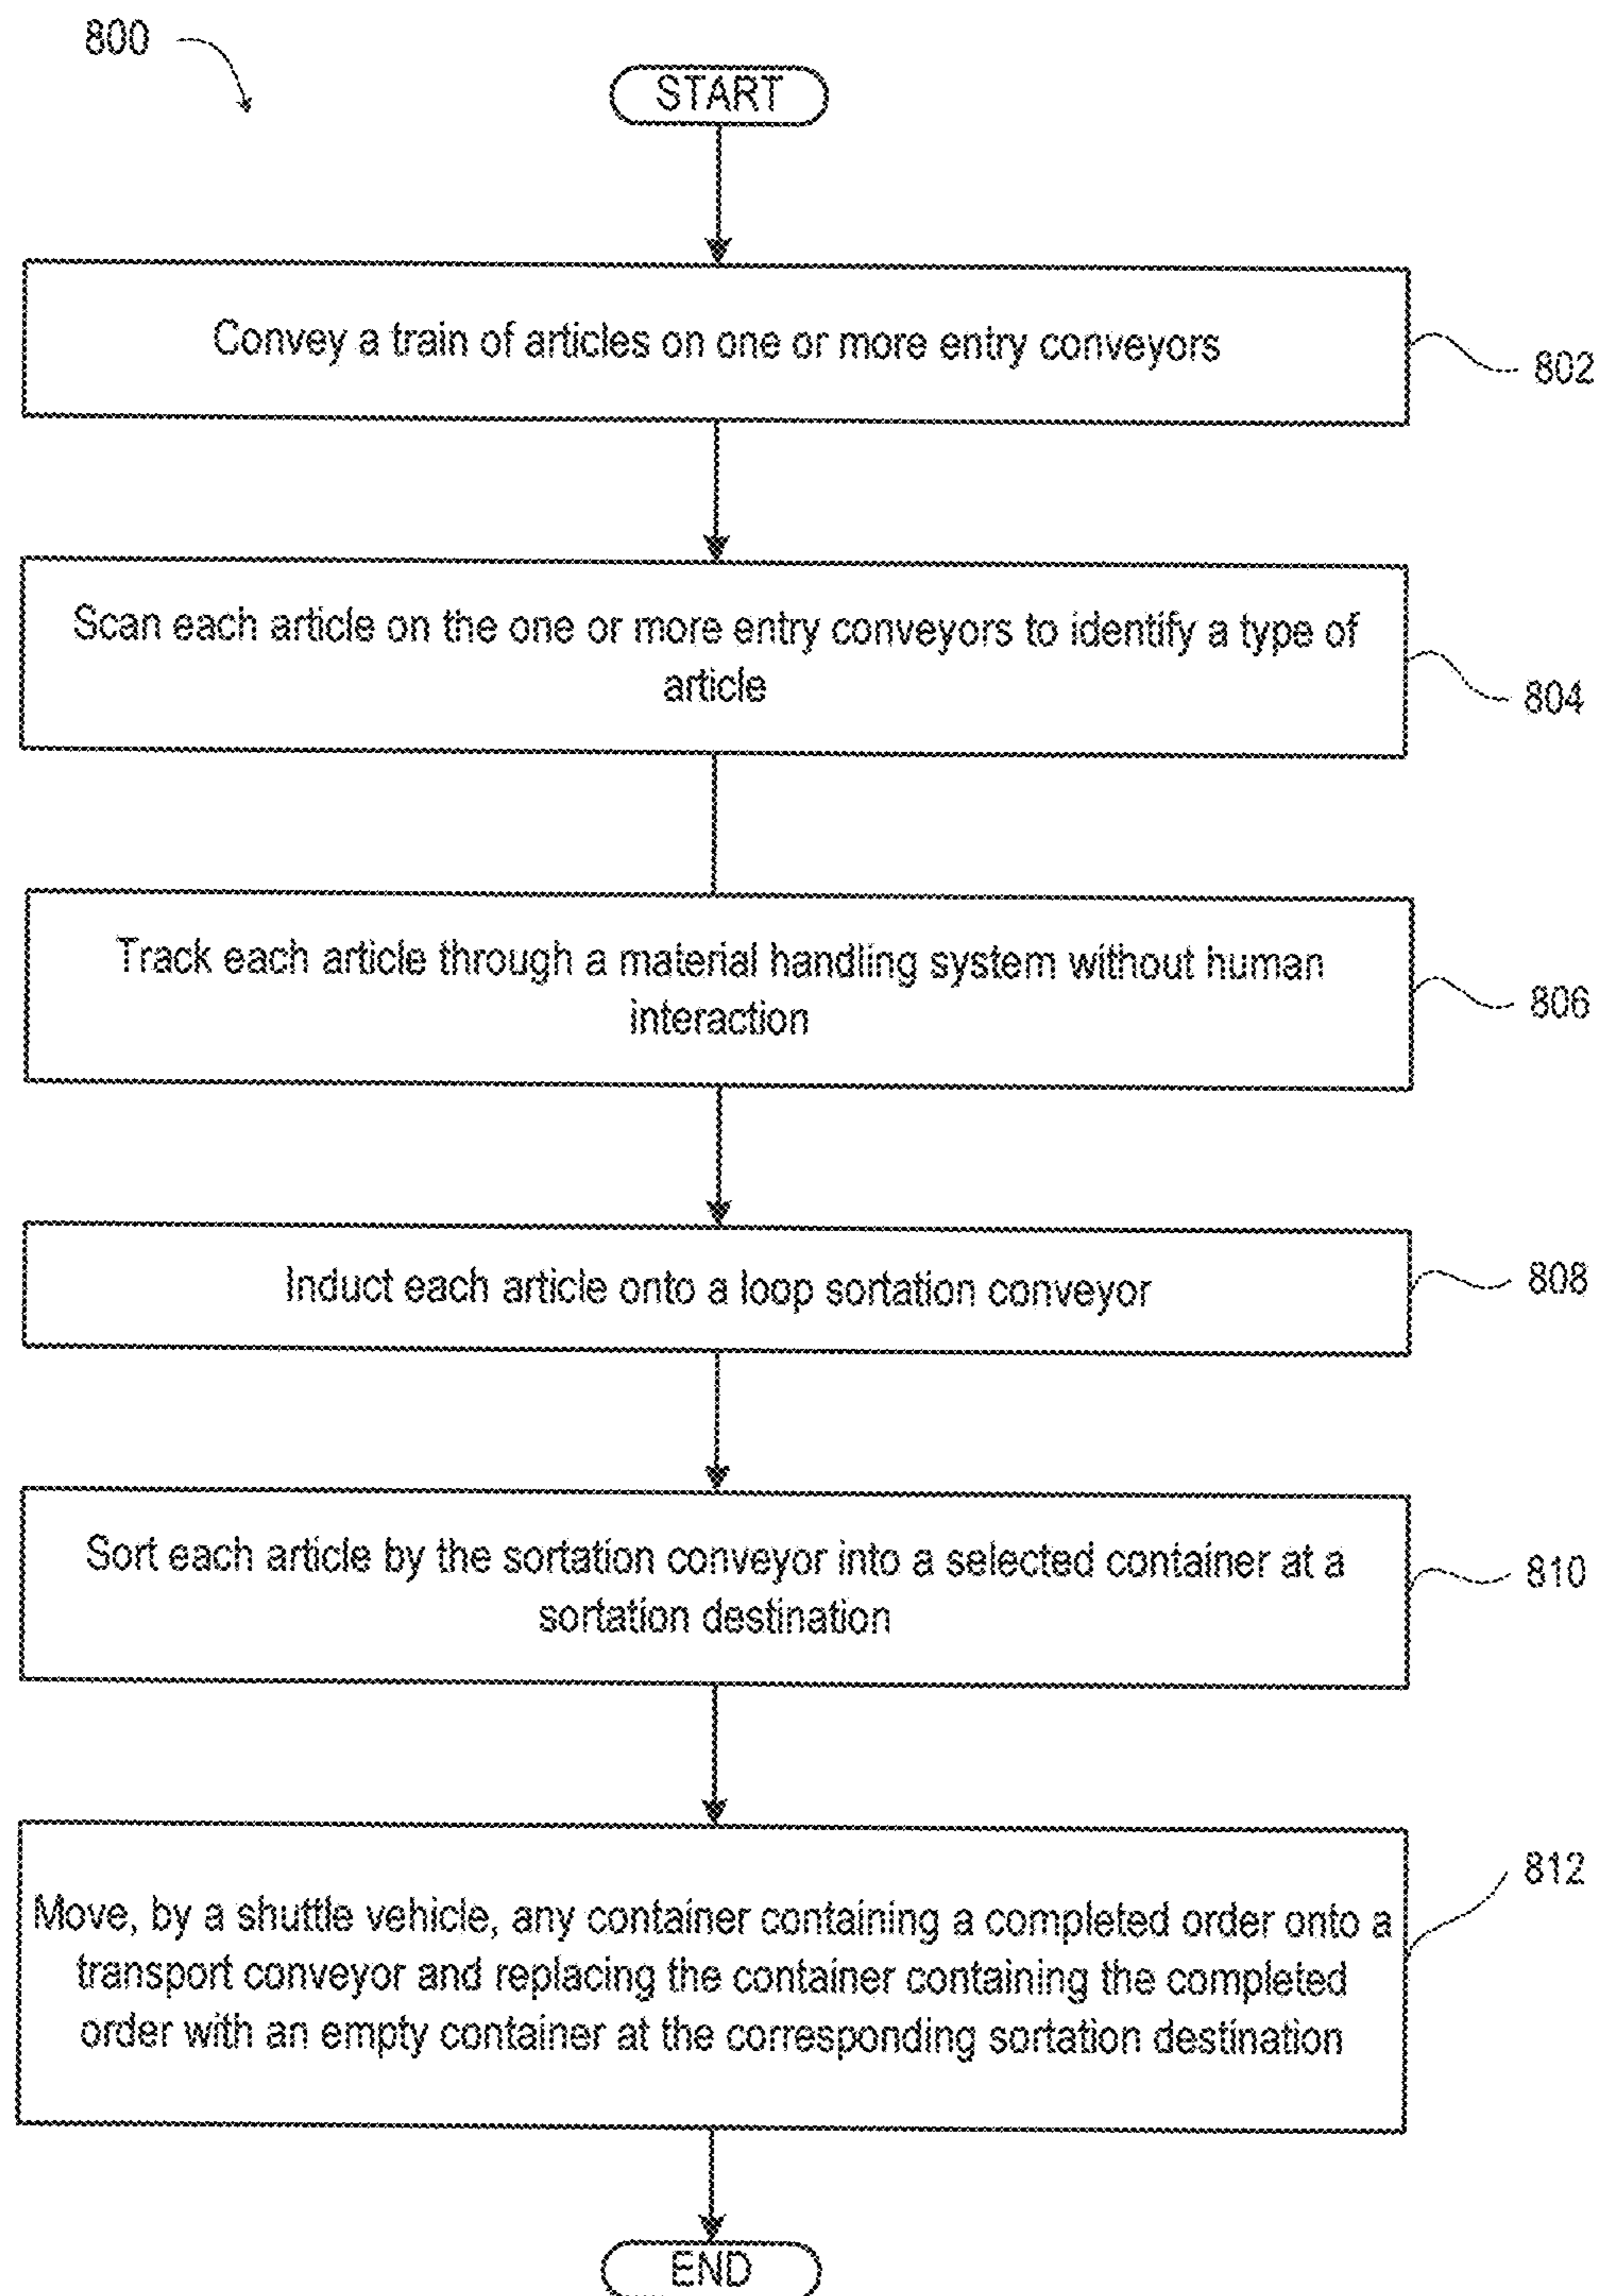 800
START
Convey a train of articles on one or more entry conveyors
802
Scan each article on the one or more entry conveyors to identify a type of
article
804
Track each article through a material handling system without human
interaction
806
Induct each article onto a loop sortation conveyor
808
Sort each article by the sortation conveyor into a selected container at a
sortation destination
810
Move, by a shuttle vehicle, any container containing a completed order onto a
transport conveyor and replacing the container containing the completed
order with an empty container at the corresponding sortation destination
812
END